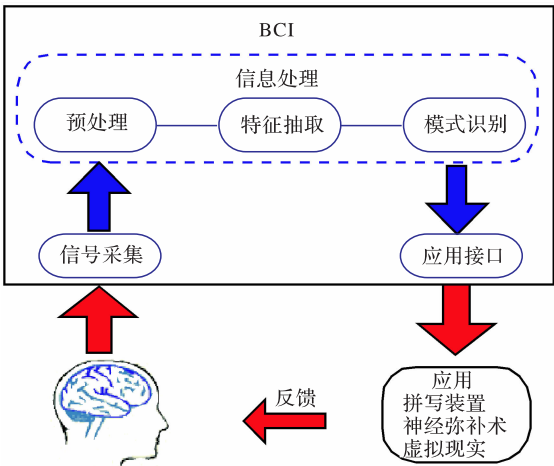 BCI
信息处理
预处理
特征抽取
模式识别
信号采集
应用接口
反馈
应用
拼写装置
神经弥补术
虚拟现实